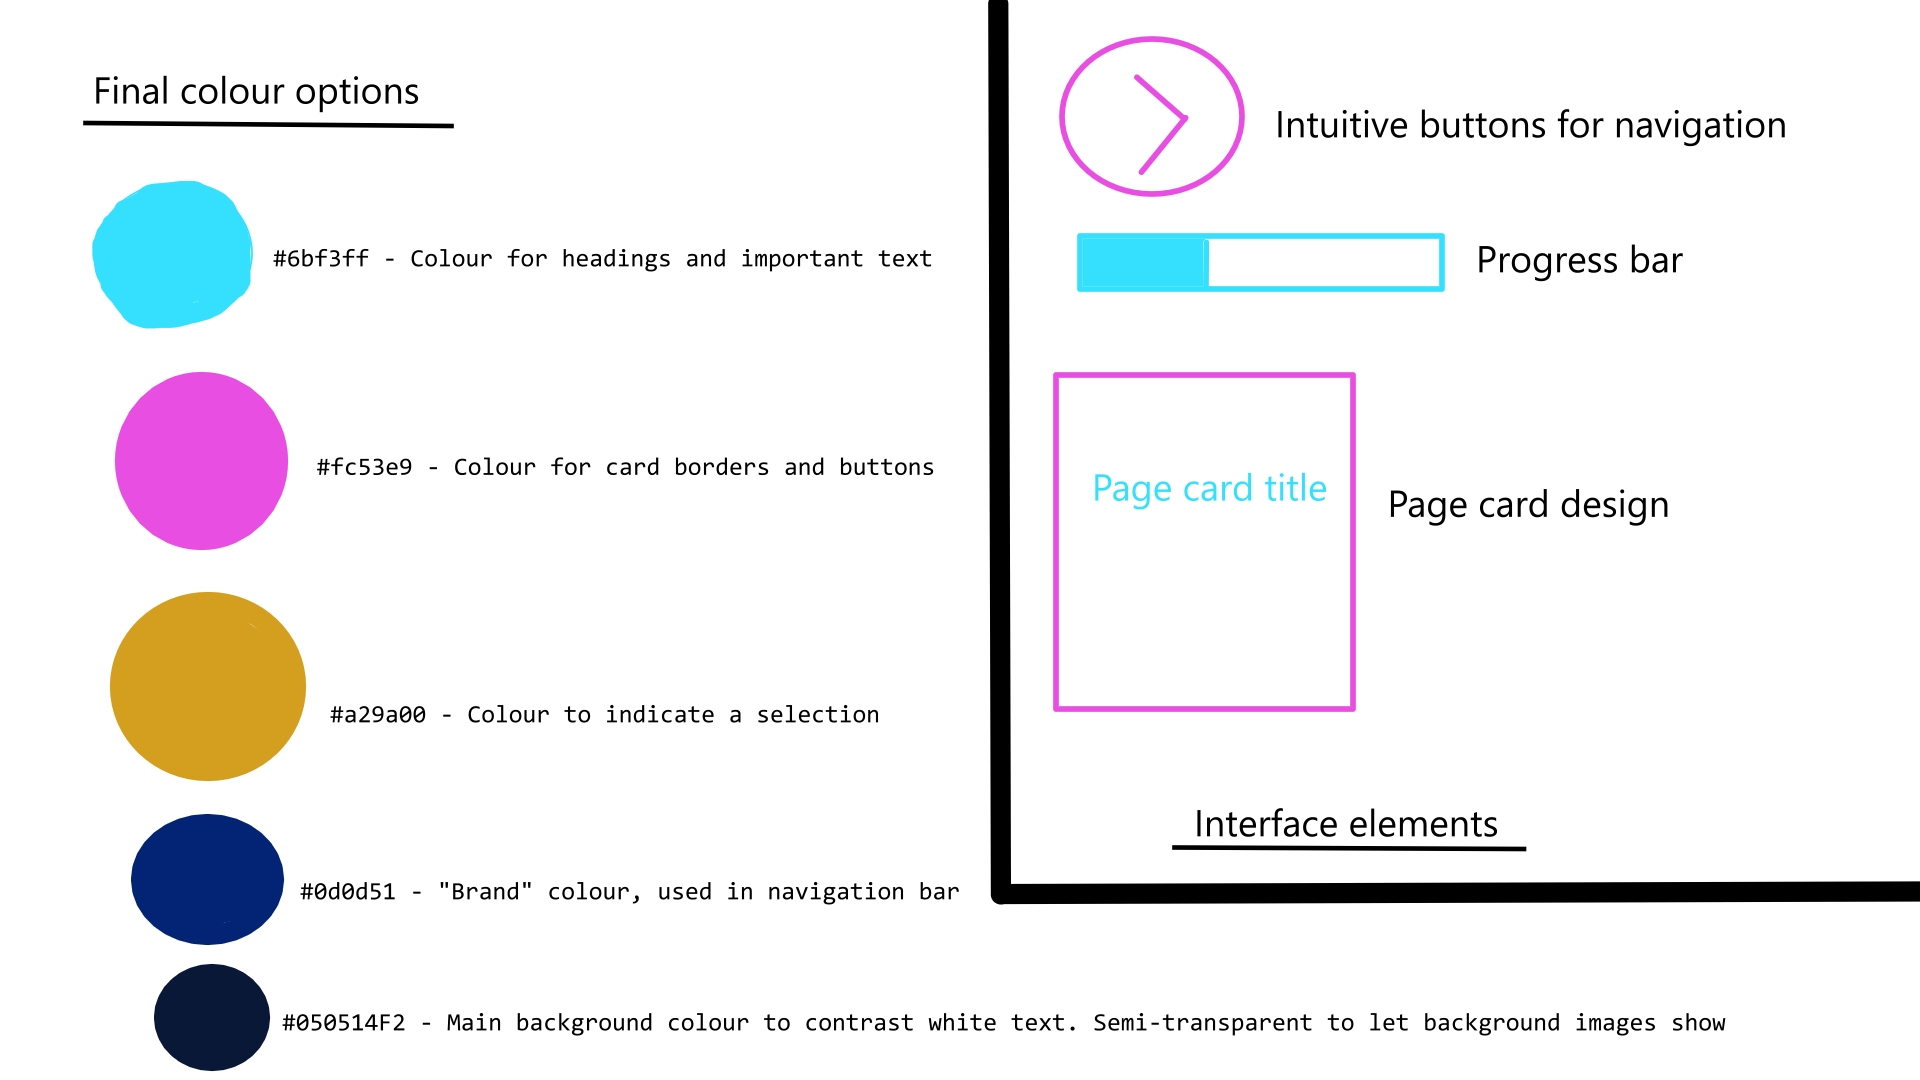 Final colour options
#6bf3ff - Colour for headings and important text
#fc53e9 - Colour for card borders and buttons
#a29a00 - Colour to indicate a selection
#0d0d51 - "Brand" colour, used in navigation bar
#050514F2 - Main background colour to contrast white text. Semi-transparent to let background images show
Intuitive buttons for navigation
Progress bar
Page card title
Page card design
Interface elements